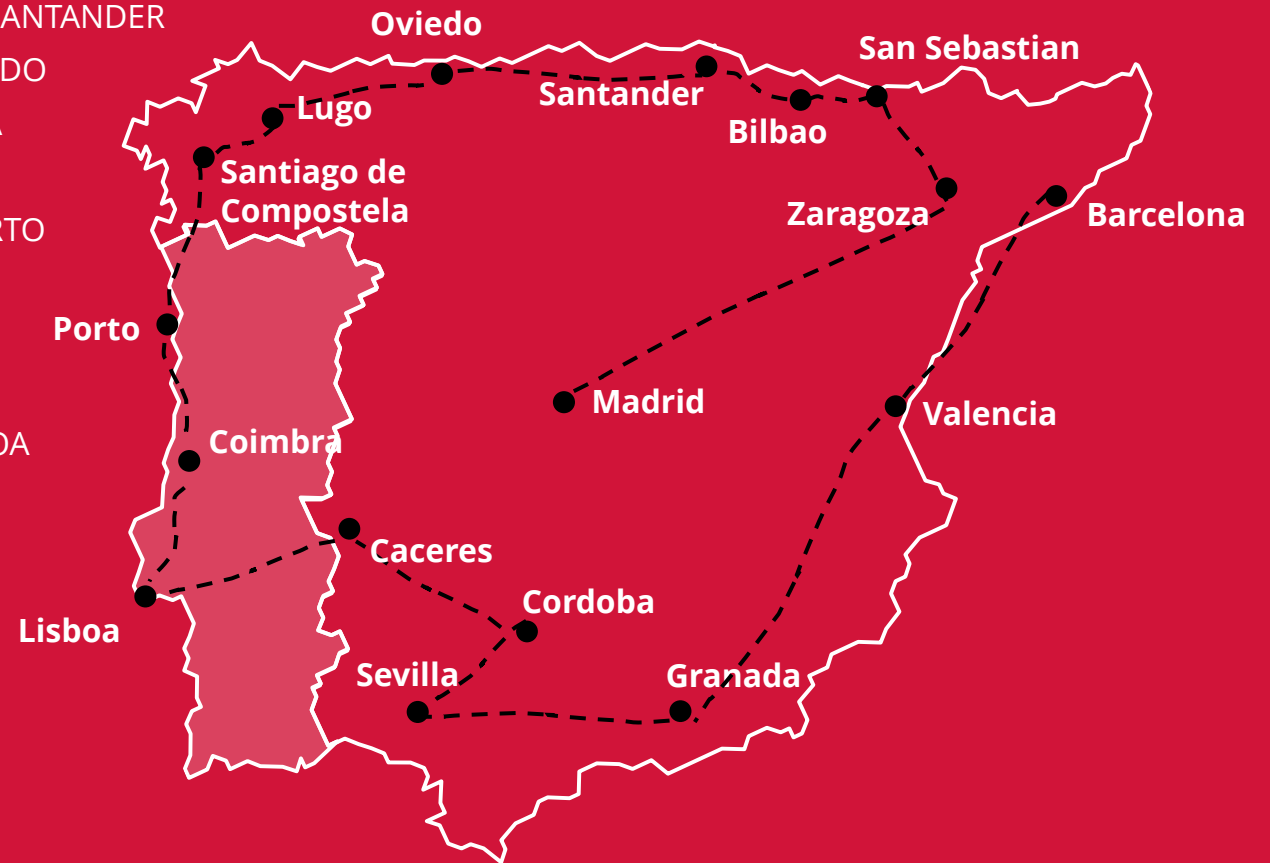 ANTANDER
Oviedo
San Sebastian
DO
Santander
Lugo
Bilbao
Santiago de
Compostela
Zaragoza
Barcelona
RTO
Porto
Madrid
Valencia
Coimbra
DA
Caceres
Cordoba
Lisboa
Sevilla
Granada